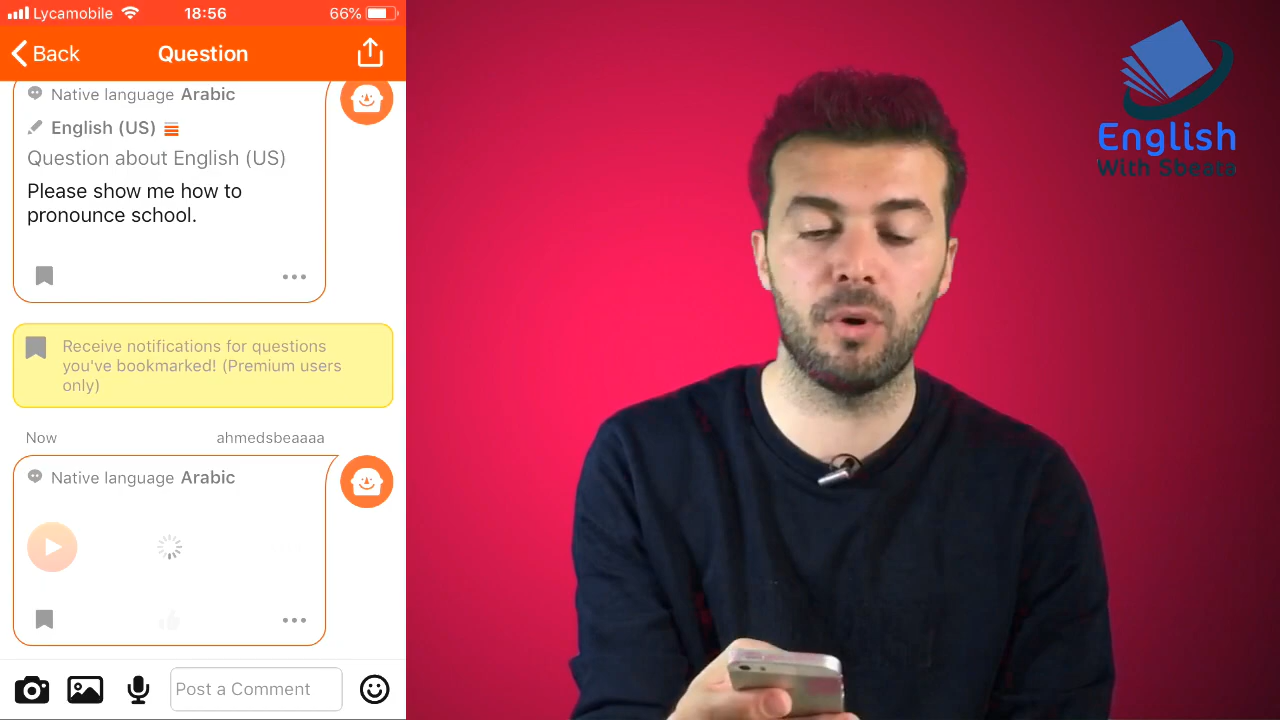 Lycamobile
18:56
66%
Back
Question
Native language Arabic
English (US)
Question about English (US)
Please show me how to
pronounce school.
Receive notifications for questions
you've bookmarked! (Premium users
only)
Now
ahmedsbeaaaa
Native language Arabic
Post a Comment
English
With Sbeata